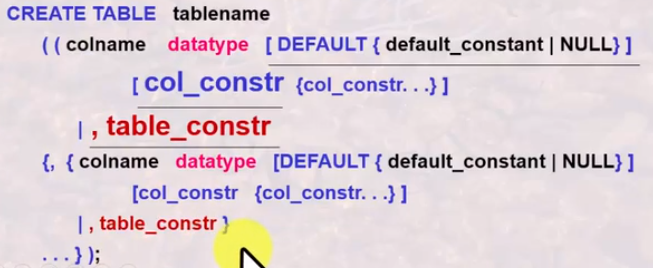 CREATE TABLE tablename
( ( colname datatype [ DEFAULT { default_constant | NULL} ]
[ col_constr {col_constr. . .} ]
| , table_constr
{, { colname datatype [DEFAULT { default_constant | NULL} ]
[col_constr {col_constr. . .} ]
| , table_constr }
. . . } );